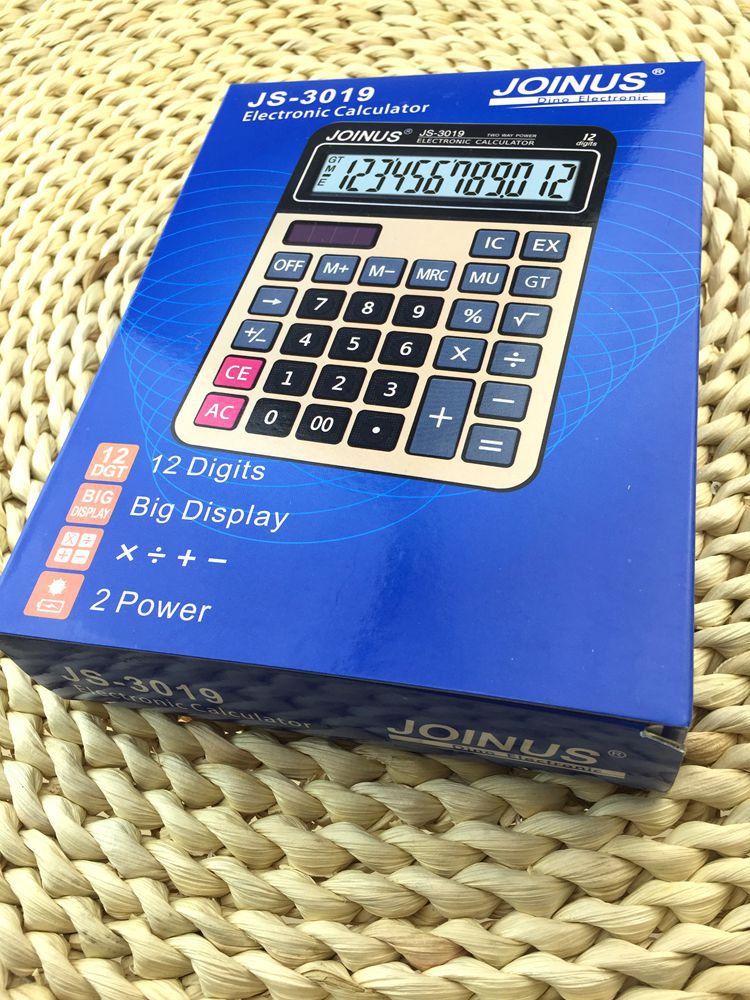 JS-3019
Electronic Calculator
JOINUS®
Dino Electronic
JOINUS® JS-3019 TWO WAY POWER 12
ELECTRONIC CALCULATOR digits
GT
M
E
123456789012
IC EX
OFF M+ M− MRC MU GT
→ 7 8 9 % √
+/− 4 5 6 × ÷
CE 1 2 3 + −
AC 0 00 • =
12
DGT
12 Digits
BIG
DISPLAY
Big Display
× ÷
+ −
× ÷ + −
2 Power
JS-3019
Electronic Calculator
JOINUS®
Dino Electronic